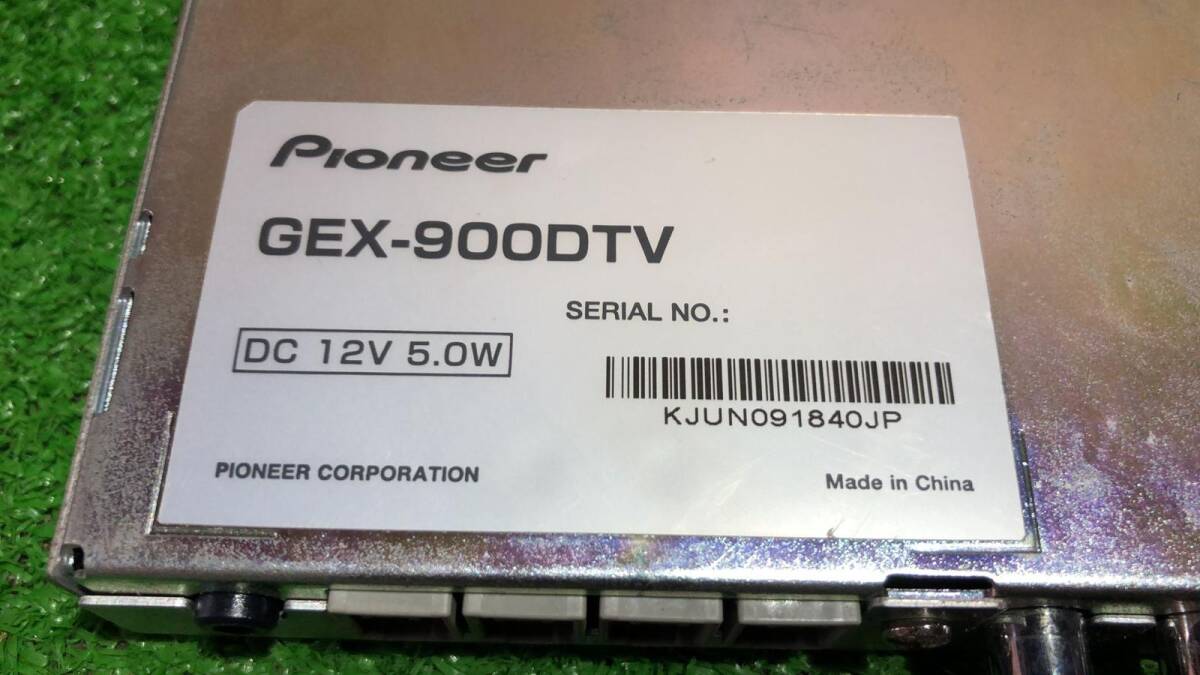 Pioneer
GEX-900DTV
SERIAL NO.:
DC 12V 5.0W
KJUN091840JP
PIONEER CORPORATION
Made in China